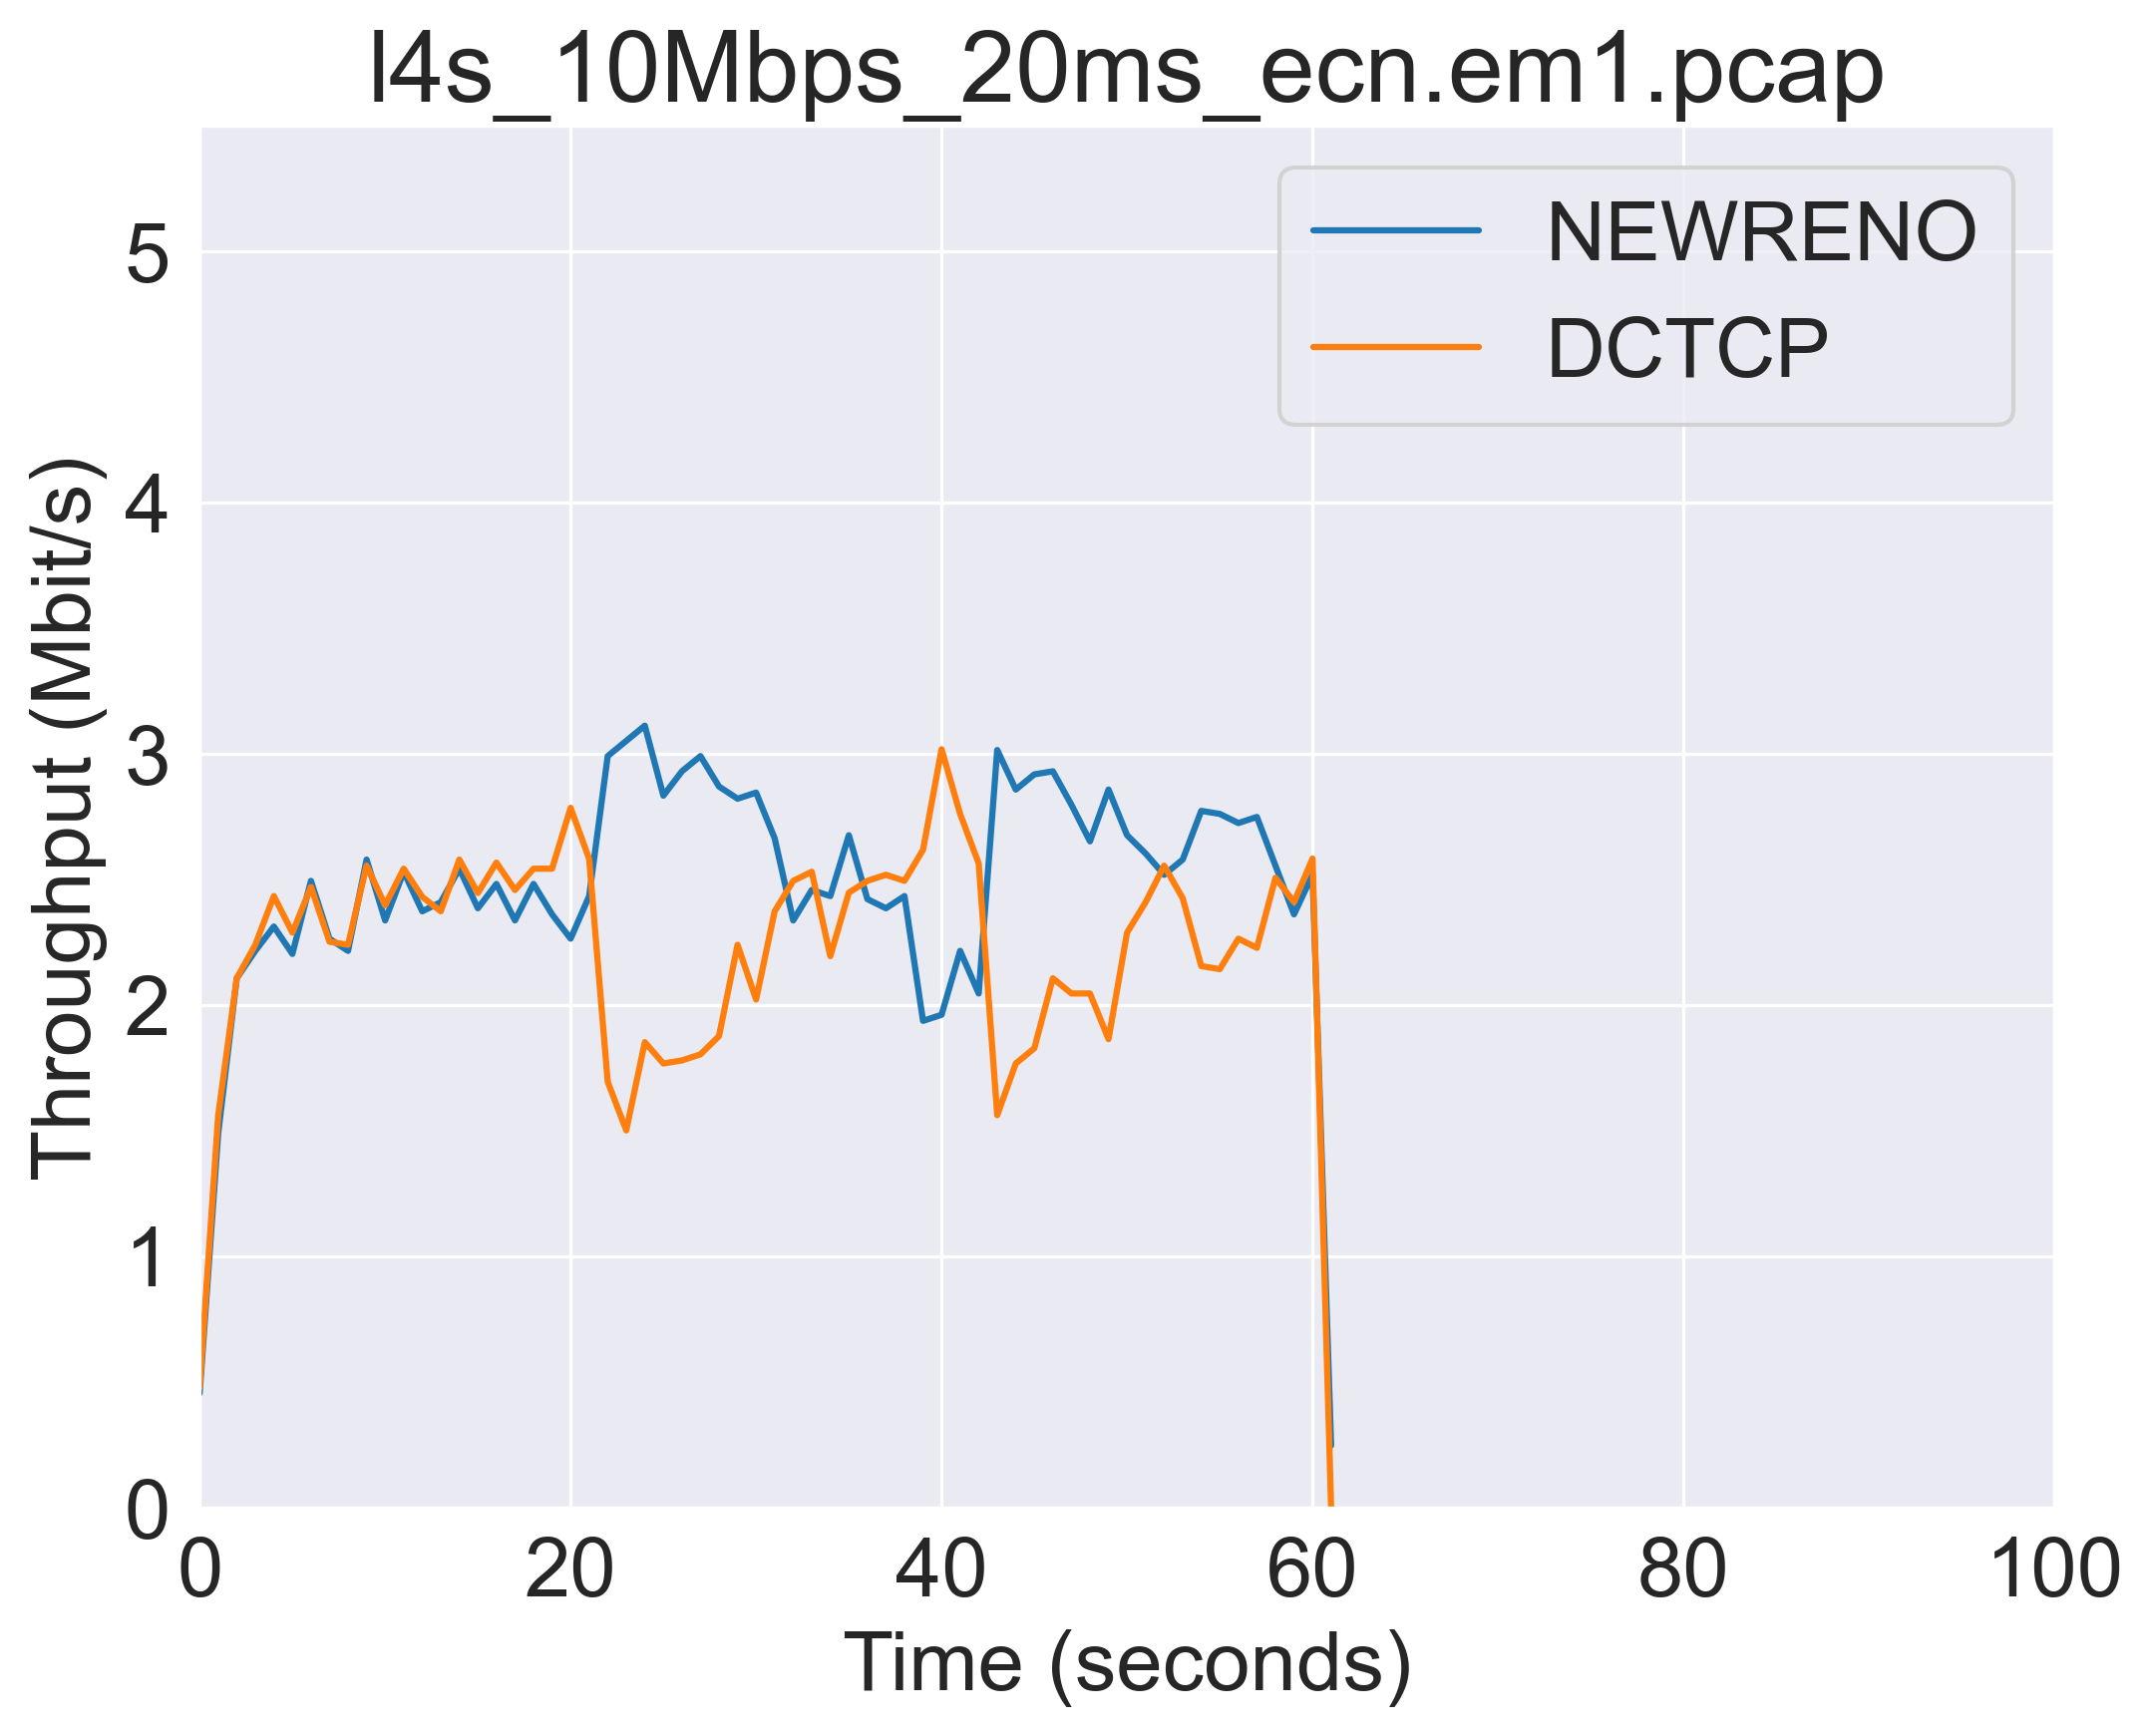 l4s_10Mbps_20ms_ecn.em1.pcap
NEWRENO
DCTCP
Throughput (Mbit/s)
5
4
3
2
1
0
0 20 40 60 80 100
Time (seconds)